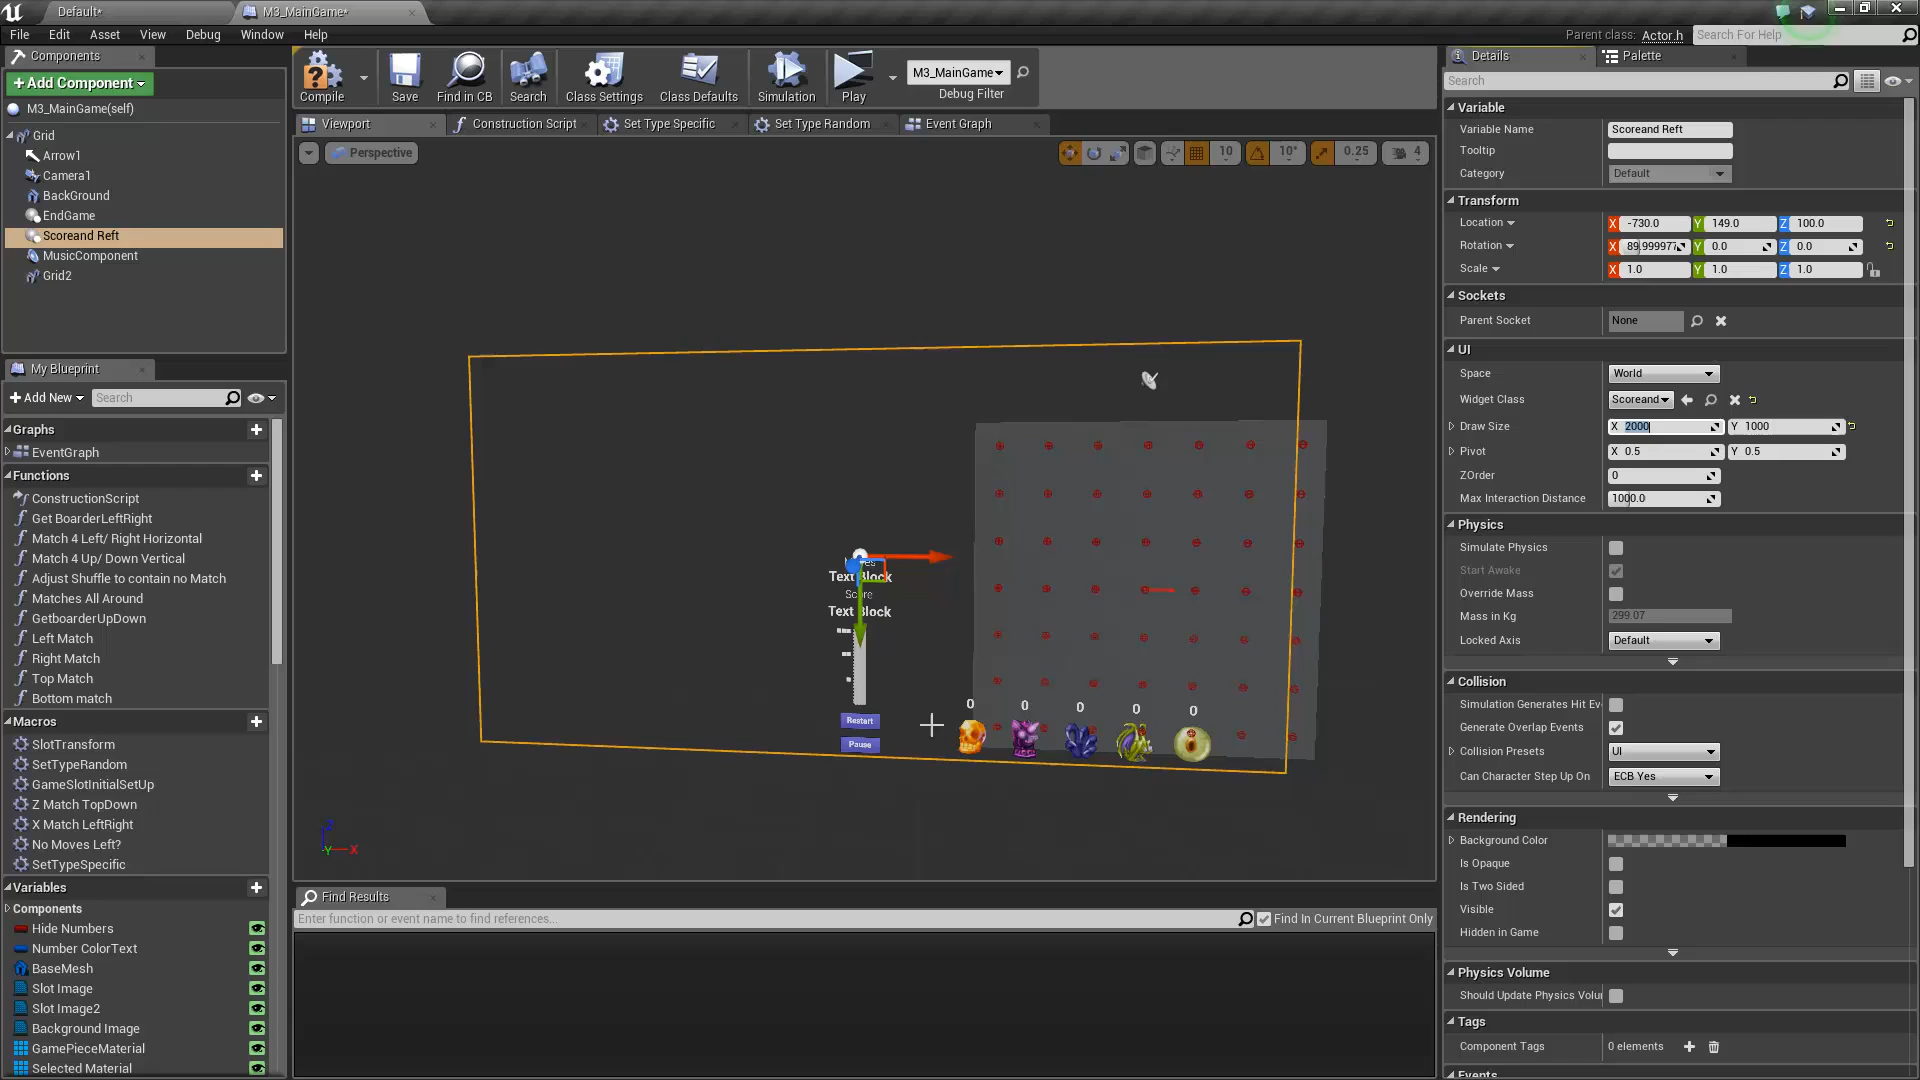 Default*
M3_MainGame*
File
Edit
Asset
View
Debug
Window
Help
Parent class:
Actor.h
Search For Help
Components
+Add Component
M3_MainGame(self)
Grid
Arrow1
Camera1
BackGround
EndGame
Scoreand Reft
MusicComponent
Grid2
My Blueprint
Add New
Search
Graphs
EventGraph
Functions
ConstructionScript
Get BoarderLeftRight
Match 4 Left/ Right Horizontal
Match 4 Up/ Down Vertical
Adjust Shuffle to contain no Match
Matches All Around
GetboarderUpDown
Left Match
Right Match
Top Match
Bottom match
Macros
SlotTransform
SetTypeRandom
GameSlotInitialSetUp
Z Match TopDown
X Match LeftRight
No Moves Left?
SetTypeSpecific
Variables
Components
Hide Numbers
Number ColorText
BaseMesh
Slot Image
Slot Image2
Background Image
GamePieceMaterial
Selected Material
Compile
Save
Find in CB
Search
Class Settings
Class Defaults
Simulation
Play
M3_MainGame
Debug Filter
Viewport
Construction Script
Set Type Specific
Set Type Random
Event Graph
Perspective
10
10°
0.25
4
Text Block
Score
Text Block
Restart
Pause
0
0
0
0
0
Z
Y
X
Find Results
Enter function or event name to find references...
Find In Current Blueprint Only
Details
Palette
Search
Variable
Variable Name
Scoreand Reft
Tooltip
Category
Default
Transform
Location
X -730.0
Y 149.0
Z 100.0
Rotation
X 89.999977
Y 0.0
Z 0.0
Scale
X 1.0
Y 1.0
Z 1.0
Sockets
Parent Socket
None
UI
Space
World
Widget Class
Scoreand
Draw Size
X 2000
Y 1000
Pivot
X 0.5
Y 0.5
ZOrder
0
Max Interaction Distance
1000.0
Physics
Simulate Physics
Start Awake
Override Mass
Mass in Kg
299.07
Locked Axis
Default
Collision
Simulation Generates Hit Ev
Generate Overlap Events
Collision Presets
UI
Can Character Step Up On
ECB Yes
Rendering
Background Color
Is Opaque
Is Two Sided
Visible
Hidden in Game
Physics Volume
Should Update Physics Volu
Tags
Component Tags
0 elements
Events